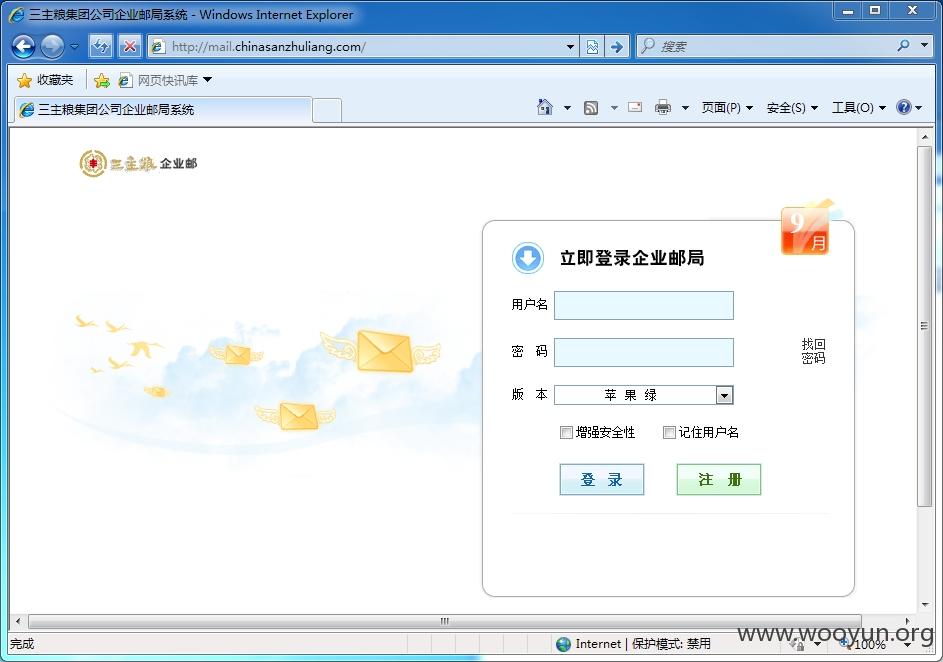 三主粮集团公司企业邮局系统 - Windows Internet Explorer
http://mail.chinasanzhuliang.com/
搜索
收藏夹 网页快讯库
三主粮集团公司企业邮局系统
页面(P) 安全(S) 工具(O)
三主粮 企业邮
9月
立即登录企业邮局
用户名
密 码
找回
密码
版 本 苹 果 绿
增强安全性 记住用户名
登 录 注 册
完成
Internet | 保护模式: 禁用
100%
www.wooyun.org